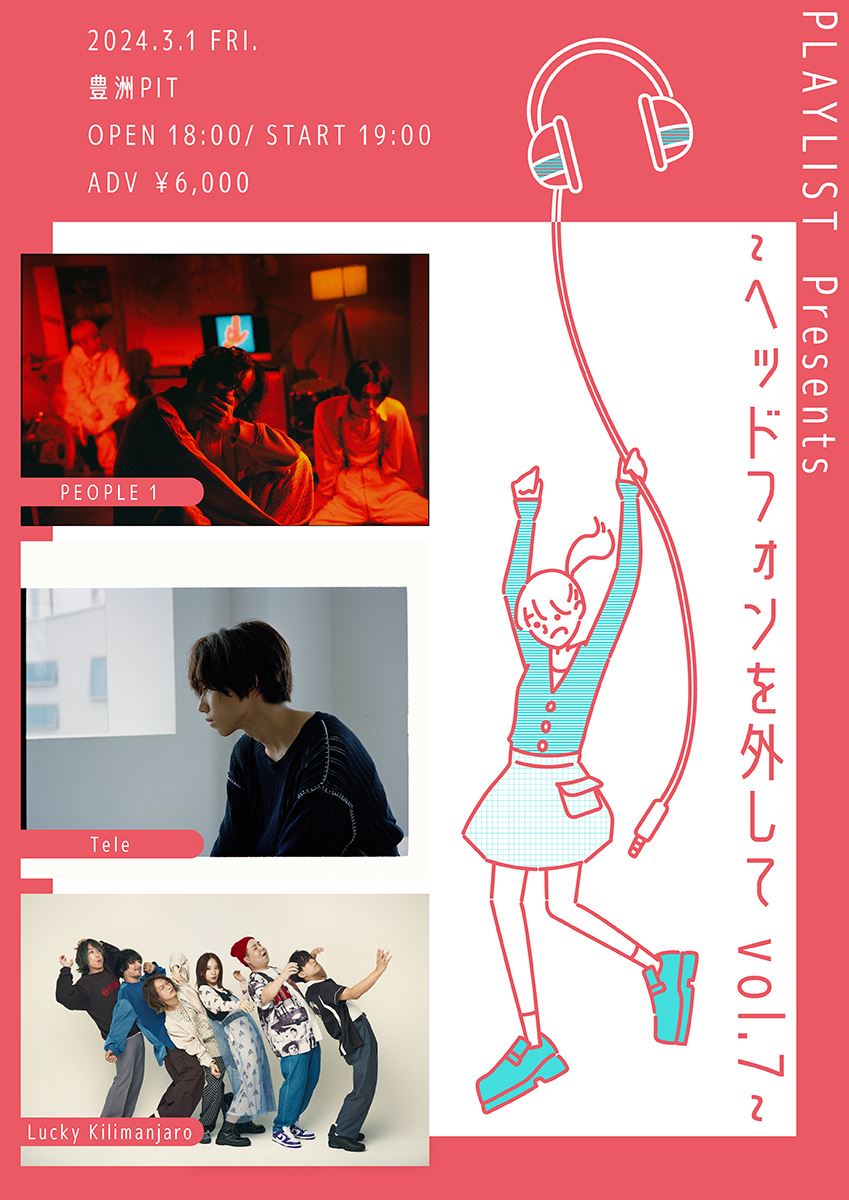 2024.3.1 FRI.
豊洲PIT
OPEN 18:00/ START 19:00
ADV ¥6,000
PLAYLIST Presents
~ヘッドフォンを外して vol.7~
PEOPLE 1
Tele
Lucky Kilimanjaro